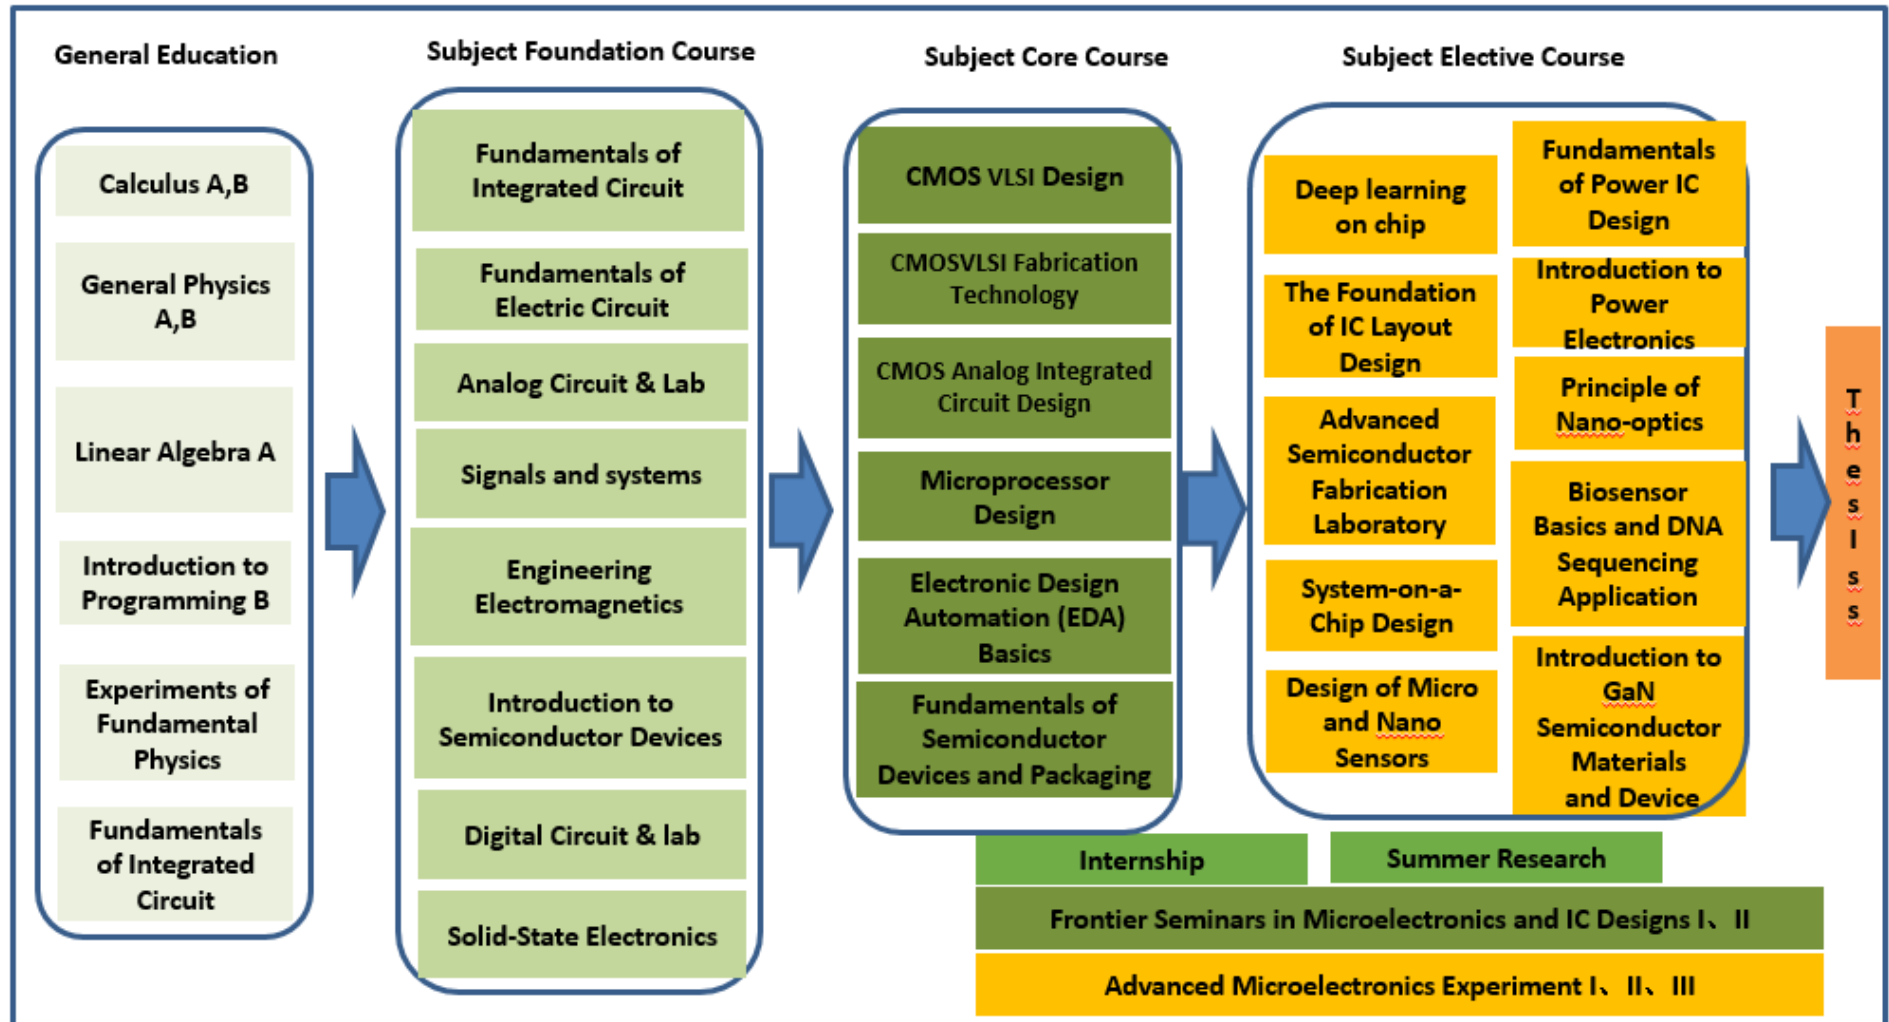 General Education
Calculus A,B
General Physics
A,B
Linear Algebra A
Introduction to
Programming B
Experiments of
Fundamental
Physics
Fundamentals
of Integrated
Circuit
Subject Foundation Course
Fundamentals of
Integrated Circuit
Fundamentals of
Electric Circuit
Analog Circuit & Lab
Signals and systems
Engineering
Electromagnetics
Introduction to
Semiconductor Devices
Digital Circuit & lab
Solid-State Electronics
Subject Core Course
CMOS VLSI Design
CMOSVLSI Fabrication
Technology
CMOS Analog Integrated
Circuit Design
Microprocessor
Design
Electronic Design
Automation (EDA)
Basics
Fundamentals of
Semiconductor
Devices and Packaging
Subject Elective Course
Deep learning
on chip
The Foundation
of IC Layout
Design
Advanced
Semiconductor
Fabrication
Laboratory
System-on-a-
Chip Design
Design of Micro
and Nano
Sensors
Fundamentals
of Power IC
Design
Introduction to
Power
Electronics
Principle of
Nano-optics
Biosensor
Basics and DNA
Sequencing
Application
Introduction to
GaN
Semiconductor
Materials
and Device
Internship
Summer Research
Frontier Seminars in Microelectronics and IC Designs I、II
Advanced Microelectronics Experiment I、II、III
T
h
e
s
I
s
s